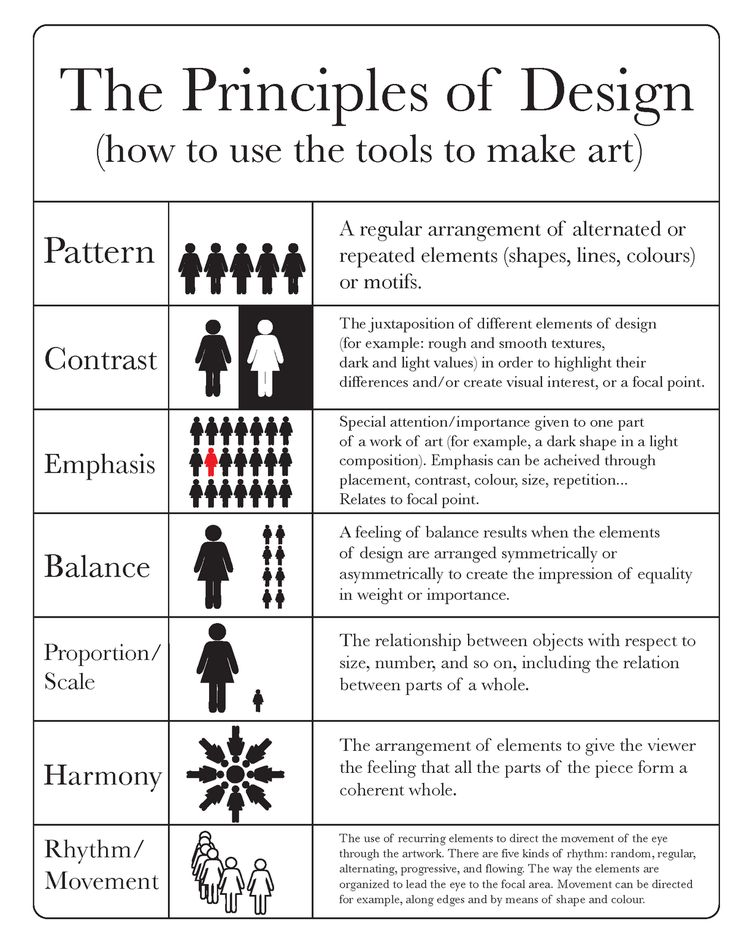 The Principles of Design
(how to use the tools to make art)
Pattern
A regular arrangement of alternated or
repeated elements (shapes, lines, colours)
or motifs.
Contrast
The juxtaposition of different elements of design
(for example: rough and smooth textures,
dark and light values) in order to highlight their
differences and/or create visual interest, or a focal point.
Emphasis
Special attention/importance given to one part
of a work of art (for example, a dark shape in a light
composition). Emphasis can be acheived through
placement, contrast, colour, size, repetition...
Relates to focal point.
Balance
A feeling of balance results when the elements
of design are arranged symmetrically or
asymmetrically to create the impression of equality
in weight or importance.
Proportion/
Scale
The relationship between objects with respect to
size, number, and so on, including the relation
between parts of a whole.
Harmony
The arrangement of elements to give the viewer
the feeling that all the parts of the piece form a
coherent whole.
Rhythm/
Movement
The use of recurring elements to direct the movement of the eye
through the artwork. There are five kinds of rhythm: random, regular,
alternating, progressive, and flowing. The way the elements are
organized to lead the eye to the focal area. Movement can be directed
for example, along edges and by means of shape and colour.